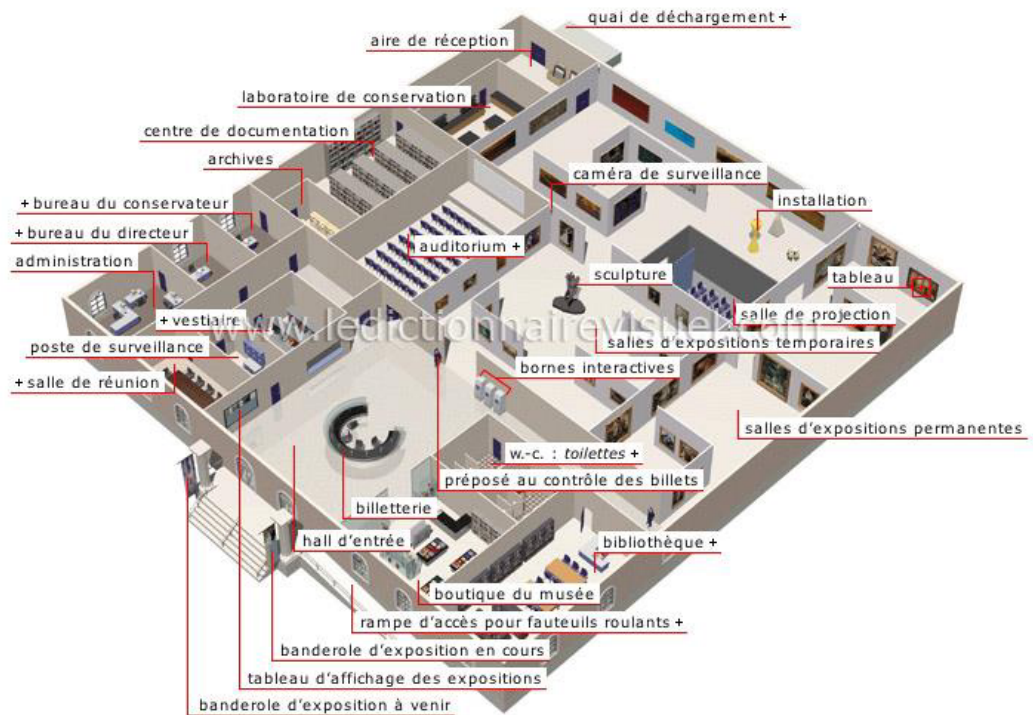 quai de déchargement +
aire de réception
laboratoire de conservation
centre de documentation
archives
caméra de surveillance
+ bureau du conservateur
installation
+ bureau du directeur
auditorium +
administration
sculpture
tableau
+ vestiaire
salle de projection
www.ledictionnairevisuel.com
poste de surveillance
salles d'expositions temporaires
+ salle de réunion
bornes interactives
salles d'expositions permanentes
w.-c. : toilettes +
préposé au contrôle des billets
billetterie
hall d'entrée
bibliothèque +
boutique du musée
rampe d'accès pour fauteuils roulants +
banderole d'exposition en cours
tableau d'affichage des expositions
banderole d'exposition à venir